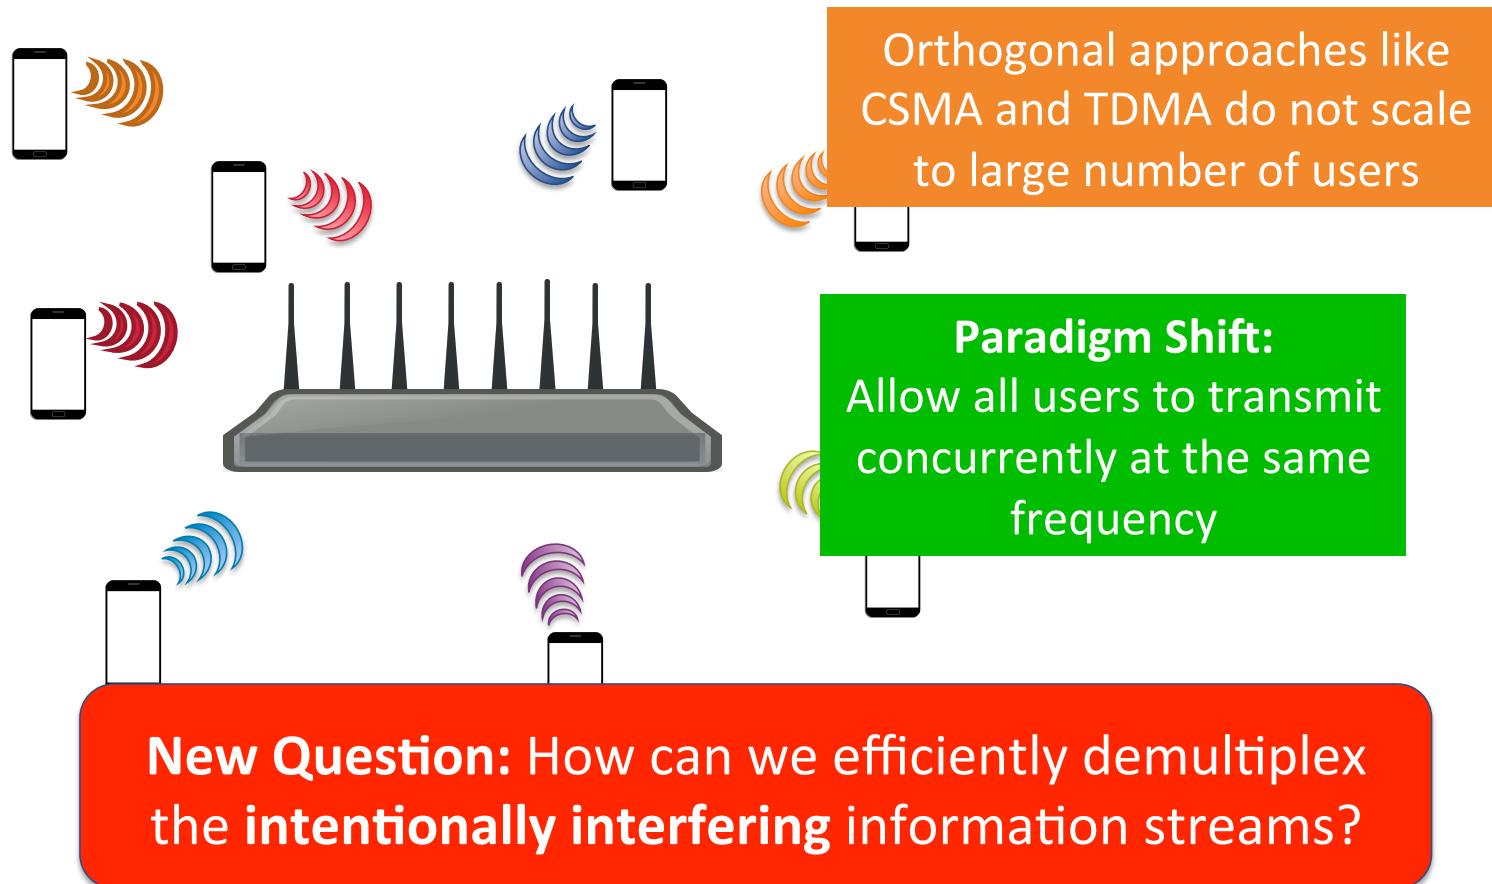 Orthogonal approaches like
CSMA and TDMA do not scale
to large number of users
Paradigm Shift:
Allow all users to transmit
concurrently at the same
frequency
New Question: How can we efficiently demultiplex
the intentionally interfering information streams?